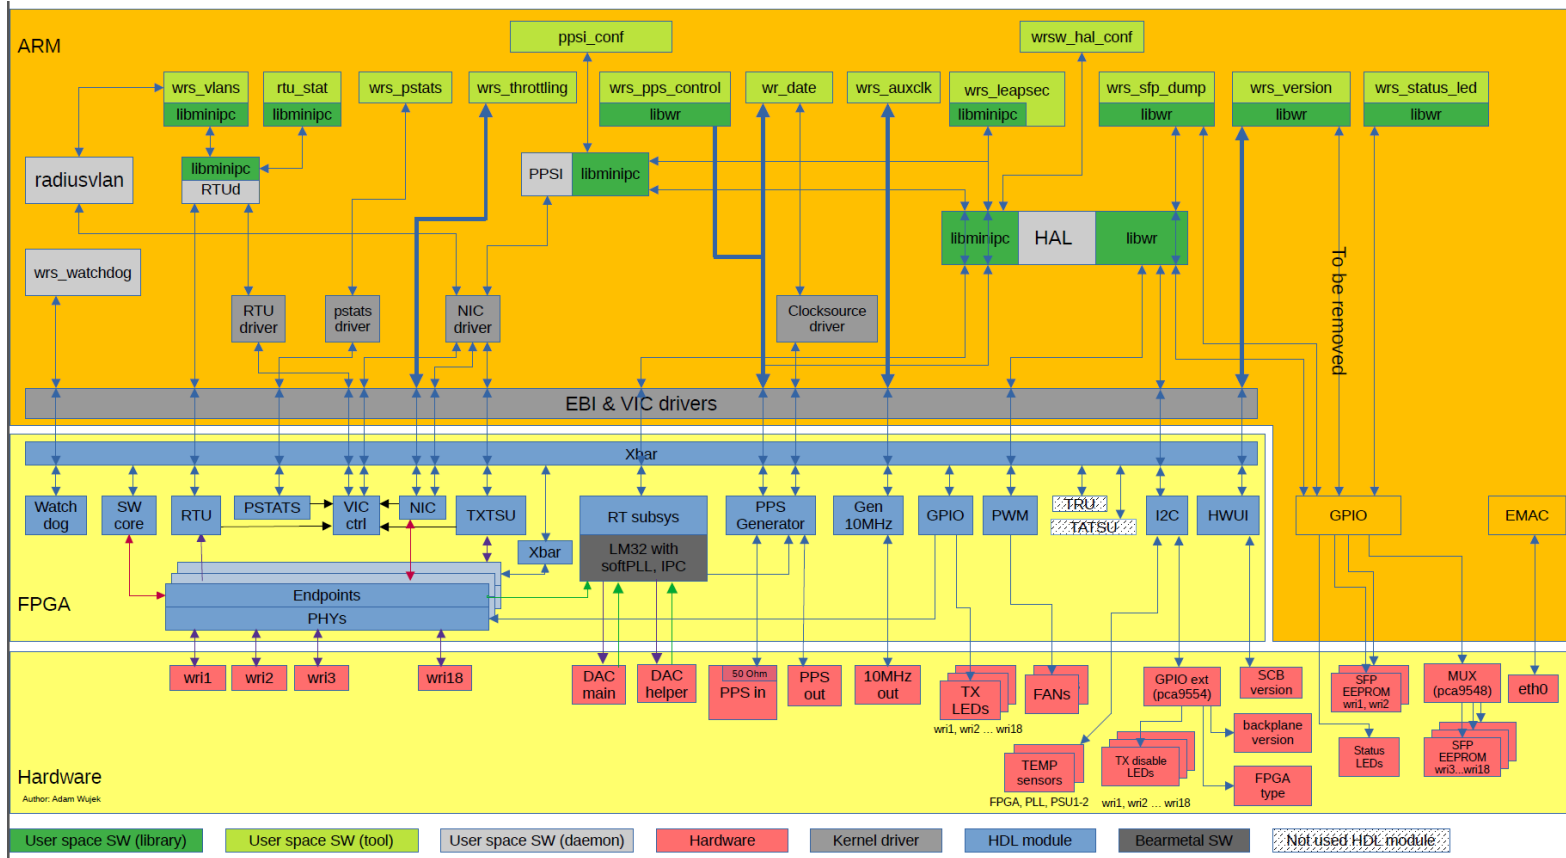 ARM
ppsi_conf
wrsw_hal_conf
wrs_vlans
libminipc
rtu_stat
libminipc
wrs_pstats
wrs_throttling
wrs_pps_control
libwr
wr_date
wrs_auxclk
wrs_leapsec
libminipc
wrs_sfp_dump
libwr
wrs_version
libwr
wrs_status_led
libwr
radiusvlan
libminipc
RTUd
PPSI
libminipc
libminipc
HAL
libwr
To be removed
wrs_watchdog
RTU
driver
pstats
driver
NIC
driver
Clocksource
driver
EBI & VIC drivers
Xbar
Watch
dog
SW
core
RTU
PSTATS
VIC
ctrl
NIC
TXTSU
Xbar
RT subsys
LM32 with
softPLL, IPC
PPS
Generator
Gen
10MHz
GPIO
PWM
TRU
TATSU
I2C
HWUI
GPIO
EMAC
Endpoints
PHYs
FPGA
wri1
wri2
wri3
wri18
DAC
main
DAC
helper
50 Ohm
PPS in
PPS
out
10MHz
out
TX
LEDs
wri1, wri2 ... wri18
FANs
GPIO ext
(pca9554)
SCB
version
SFP
EEPROM
wri1, wri2
MUX
(pca9548)
eth0
backplane
version
TEMP
sensors
FPGA, PLL, PSU1-2
TX disable
LEDs
wri1, wri2 ... wri18
FPGA
type
Status
LEDs
SFP
EEPROM
wri3...wri18
Hardware
Author: Adam Wujek
User space SW (library)
User space SW (tool)
User space SW (daemon)
Hardware
Kernel driver
HDL module
Bearmetal SW
Not used HDL module